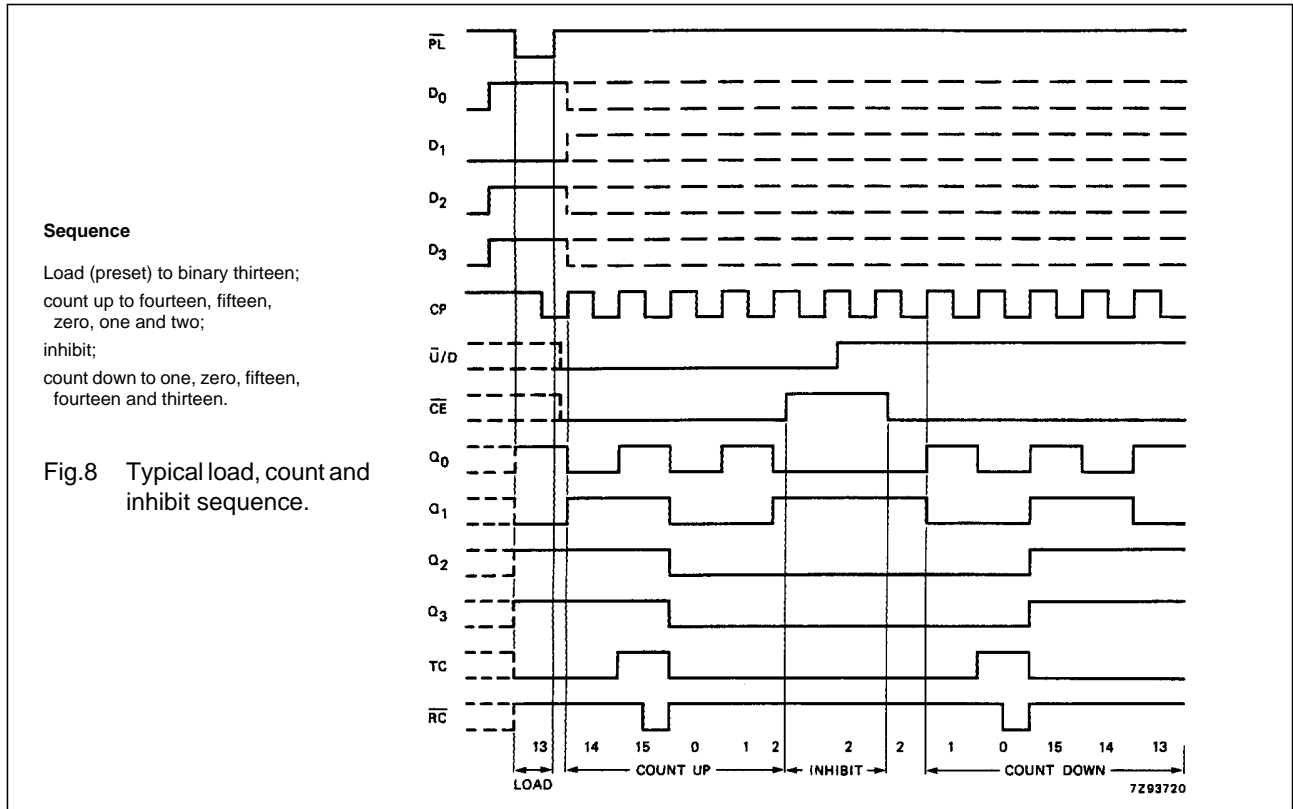 Sequence
Load (preset) to binary thirteen;
count up to fourteen, fifteen,
zero, one and two;
inhibit;
count down to one, zero, fifteen,
fourteen and thirteen.
Fig.8 Typical load, count and
inhibit sequence.
P̅L̅
D₀
D₁
D₂
D₃
CP
U̅/D
C̅E̅
Q₀
Q₁
Q₂
Q₃
TC
R̅C̅
13 14 15 0 1 2 2 2 1 0 15 14 13
COUNT UP INHIBIT COUNT DOWN
LOAD
7Z93720